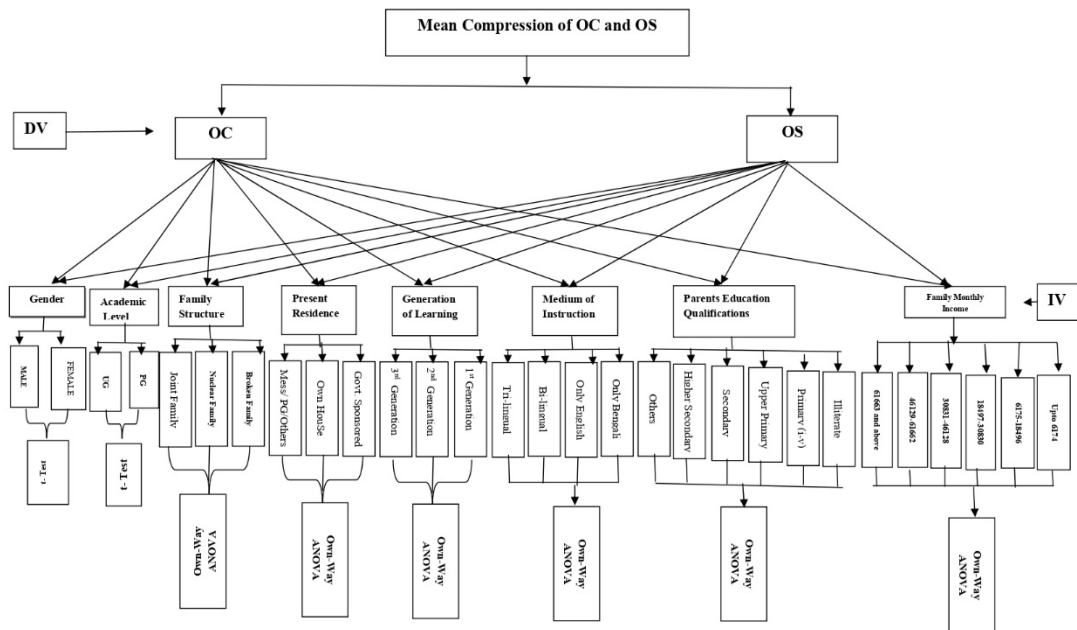 Mean Compression of OC and OS
DV
OC
OS
Gender
Academic
Level
Family
Structure
Present
Residence
Generation
of Learning
Medium of
Instruction
Parents Education
Qualifications
Family Monthly
Income
IV
MALE
FEMALE
UG
PG
Joint Family
Nuclear Family
Broken Family
Mess/ PG/Others
Own HouSe
Govt. Sponsored
3rd Generation
2nd Generation
1st Generation
Tri-lingual
Bi-lingual
Only English
Only Bengali
Others
Higher Secondary
Secondary
Upper Primary
Primary (i-v)
Illiterate
61663 and above
46129-61662
30831-46128
18497-30830
6175-18496
Upto 6174
Test
Test -t
Own-Way
ANOVA
Own-Way
ANOVA
Own-Way
ANOVA
Own-Way
ANOVA
Own-Way
ANOVA
Own-Way
ANOVA